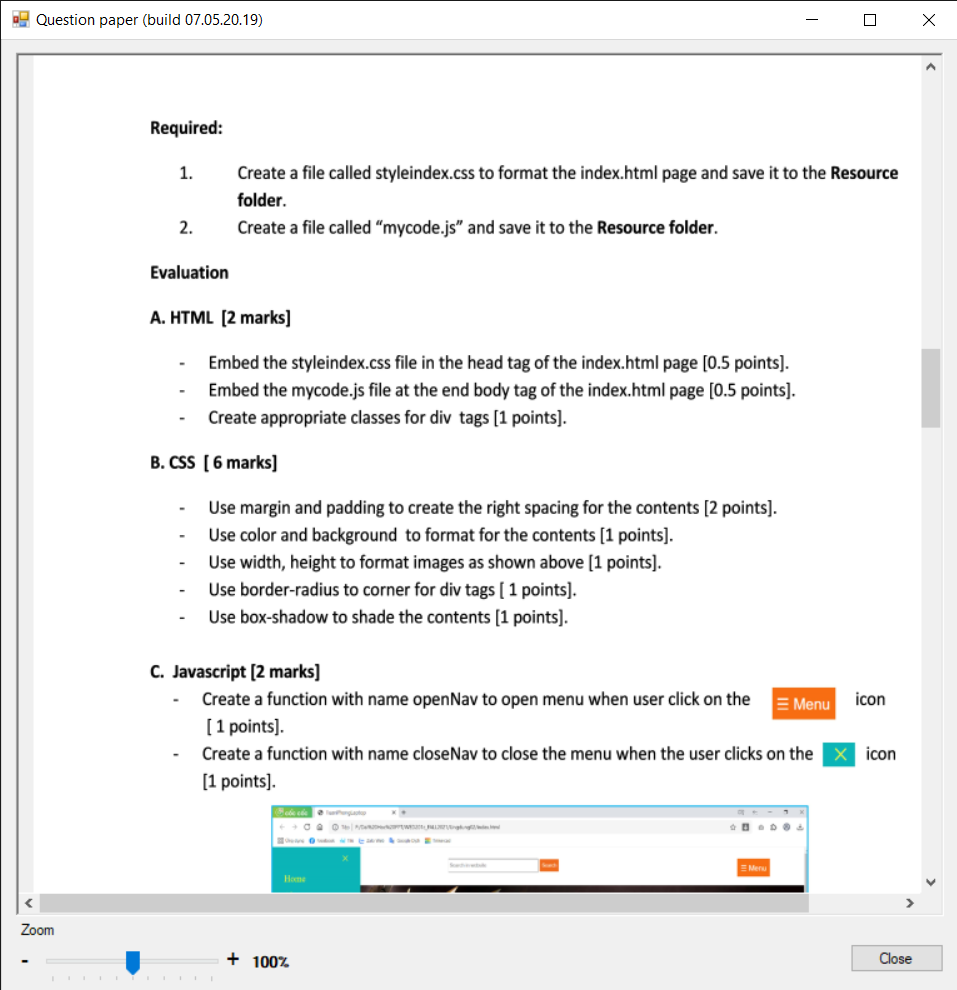 Question paper (build 07.05.20.19)
Required:
1. Create a file called styleindex.css to format the index.html page and save it to the Resource
folder.
2. Create a file called “mycode.js” and save it to the Resource folder.
Evaluation
A. HTML [2 marks]
- Embed the styleindex.css file in the head tag of the index.html page [0.5 points].
- Embed the mycode.js file at the end body tag of the index.html page [0.5 points].
- Create appropriate classes for div tags [1 points].
B. CSS [ 6 marks]
- Use margin and padding to create the right spacing for the contents [2 points].
- Use color and background to format for the contents [1 points].
- Use width, height to format images as shown above [1 points].
- Use border-radius to corner for div tags [ 1 points].
- Use box-shadow to shade the contents [1 points].
C. Javascript [2 marks]
- Create a function with name openNav to open menu when user click on the ☰ Menu icon
[ 1 points].
- Create a function with name closeNav to close the menu when the user clicks on the × icon
[1 points].
Search
☰ Menu
Home
Zoom
- + 100%
Close